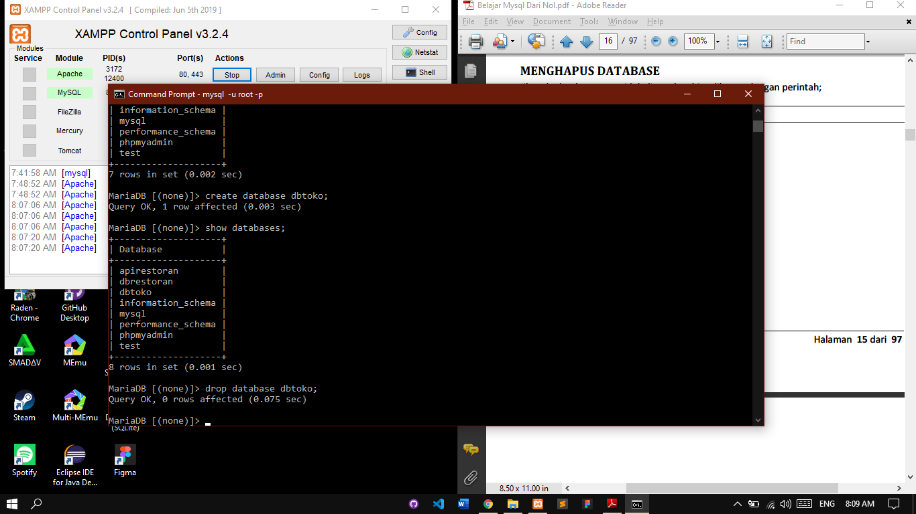 XAMPP Control Panel v3.2.4 [ Compiled: Jun 5th 2019 ]
XAMPP Control Panel v3.2.4
Config
Netstat
Shell
Modules
Service Module PID(s) Port(s) Actions
Apache 3172 12400 80, 443 Stop Admin Config Logs
MySQL
FileZilla
Mercury
Tomcat
7:41:58 AM [mysql]
7:48:52 AM [Apache]
7:48:52 AM [Apache]
8:07:06 AM [Apache]
8:07:06 AM [Apache]
8:07:06 AM [Apache]
8:07:20 AM [Apache]
8:07:20 AM [Apache]
Belajar Mysql Dari Nol.pdf - Adobe Reader
File Edit View Document Tools Window Help
16 / 97 100% Find
MENGHAPUS DATABASE
gan perintah;
Halaman 15 dari 97
8.50 x 11.00 in
Command Prompt - mysql -u root -p
| information_schema |
| mysql |
| performance_schema |
| phpmyadmin |
| test |
+--------------------+
7 rows in set (0.002 sec)
MariaDB [(none)]> create database dbtoko;
Query OK, 1 row affected (0.003 sec)
MariaDB [(none)]> show databases;
+--------------------+
| Database |
+--------------------+
| apirestoran |
| dbrestoran |
| dbtoko |
| information_schema |
| mysql |
| performance_schema |
| phpmyadmin |
| test |
+--------------------+
8 rows in set (0.001 sec)
MariaDB [(none)]> drop database dbtoko;
Query OK, 0 rows affected (0.075 sec)
MariaDB [(none)]>
Raden - Chrome
GitHub Desktop
SMADΔV
MEmu
Steam
Multi-MEmu
(SQLite)
Spotify
Eclipse IDE for Java De...
Figma
ENG 8:09 AM